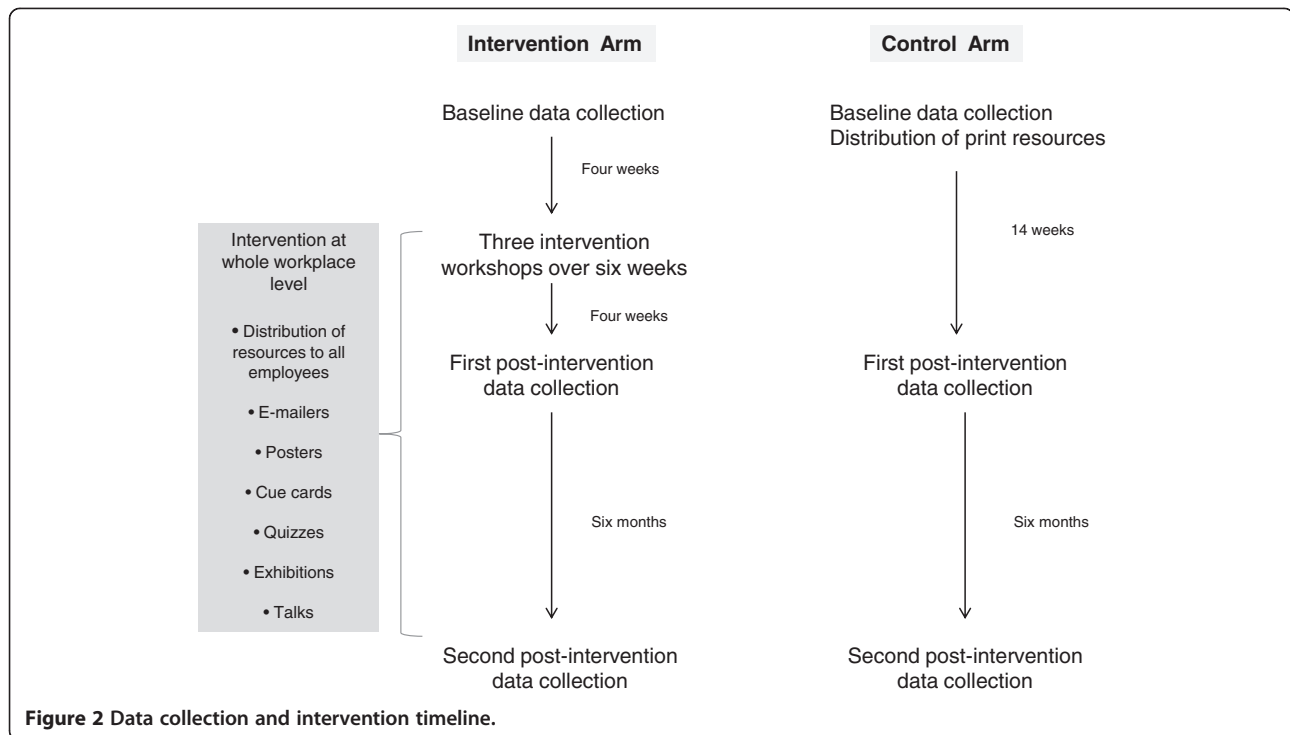 Intervention Arm
Control Arm
Baseline data collection
Baseline data collection
Distribution of print resources
Four weeks
14 weeks
Intervention at
whole workplace
level
• Distribution of
resources to all
employees
• E-mailers
• Posters
• Cue cards
• Quizzes
• Exhibitions
• Talks
Three intervention
workshops over six weeks
Four weeks
First post-intervention
data collection
First post-intervention
data collection
Six months
Six months
Second post-intervention
data collection
Second post-intervention
data collection
Figure 2 Data collection and intervention timeline.